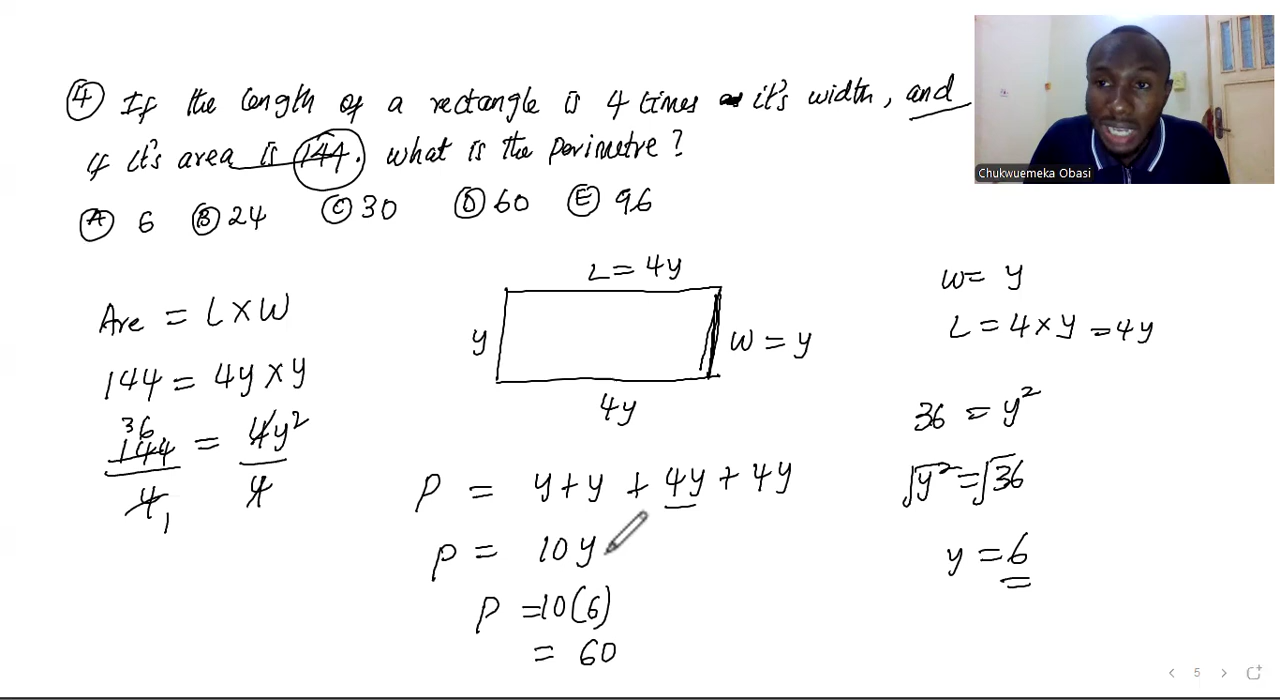 ④ If the length of a rectangle is 4 times it's width, and
if it's area is 144. what is the perimetre?
Ⓐ 6 Ⓑ 24 Ⓒ 30 Ⓓ 60 Ⓔ 96
Chukwuemeka Obasi
Are = L × W
144 = 4y × y
36
144/4 = 4y²/4
1
L = 4y
y
W = y
4y
P = y + y + 4y + 4y
P = 10y
P = 10(6)
= 60
W = y
L = 4 × y = 4y
36 = y²
√y² = √36
y = 6
5